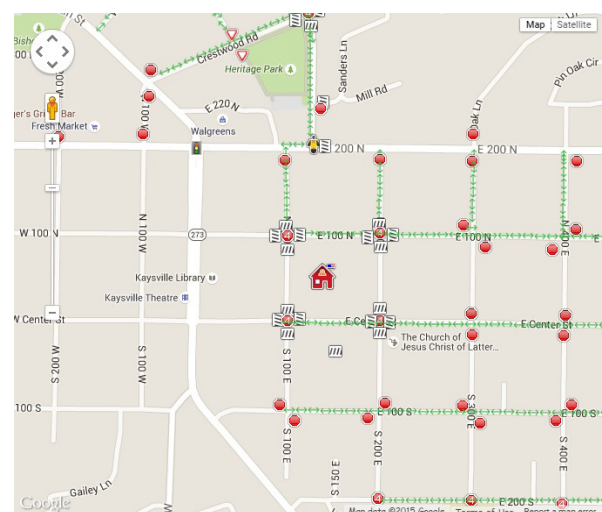 Map
Satellite
Crestwood Rd
Heritage Park
Sanders Ln
Mill Rd
Pin Oak Cir
Oak Ln
E 220 N
Walgreens
Fresh Market
N 100 W
200 N
E 200 N
W 100 N
N 100 W
273
E 100 N
N 400 E
Kaysville Library
Kaysville Theatre
W Center St
E Center St
The Church of
Jesus Christ of Latter...
S 200 W
S 100 W
S 100 E
100 S
E 100 S
S 100 E
S 150 E
S 200 E
S 300 E
S 400 E
Gailey Ln
E 200 S
Google
Map data ©2015 Google
Terms of Use
Report a map error